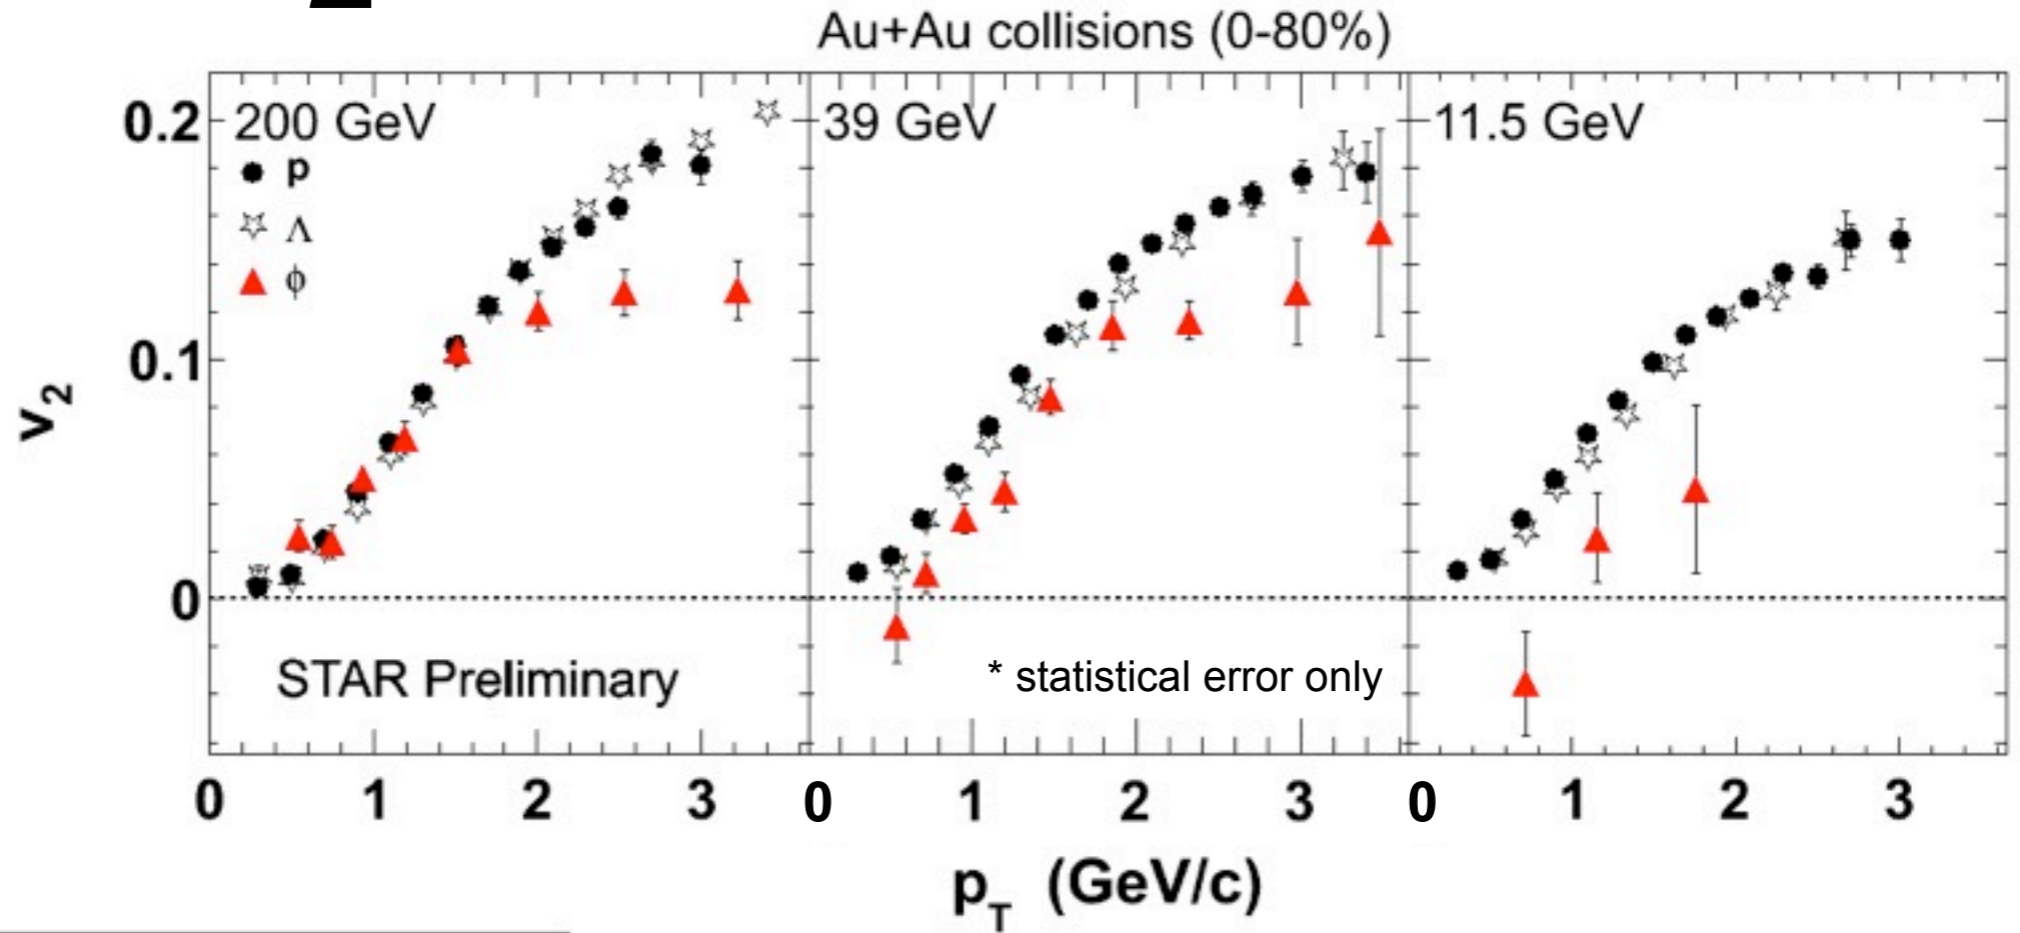 Au+Au collisions (0-80%)
200 GeV
p
Λ
ϕ
39 GeV
11.5 GeV
0.2
0.1
0
v2
STAR Preliminary
* statistical error only
0 1 2 3 0 1 2 3 0 1 2 3
pT (GeV/c)